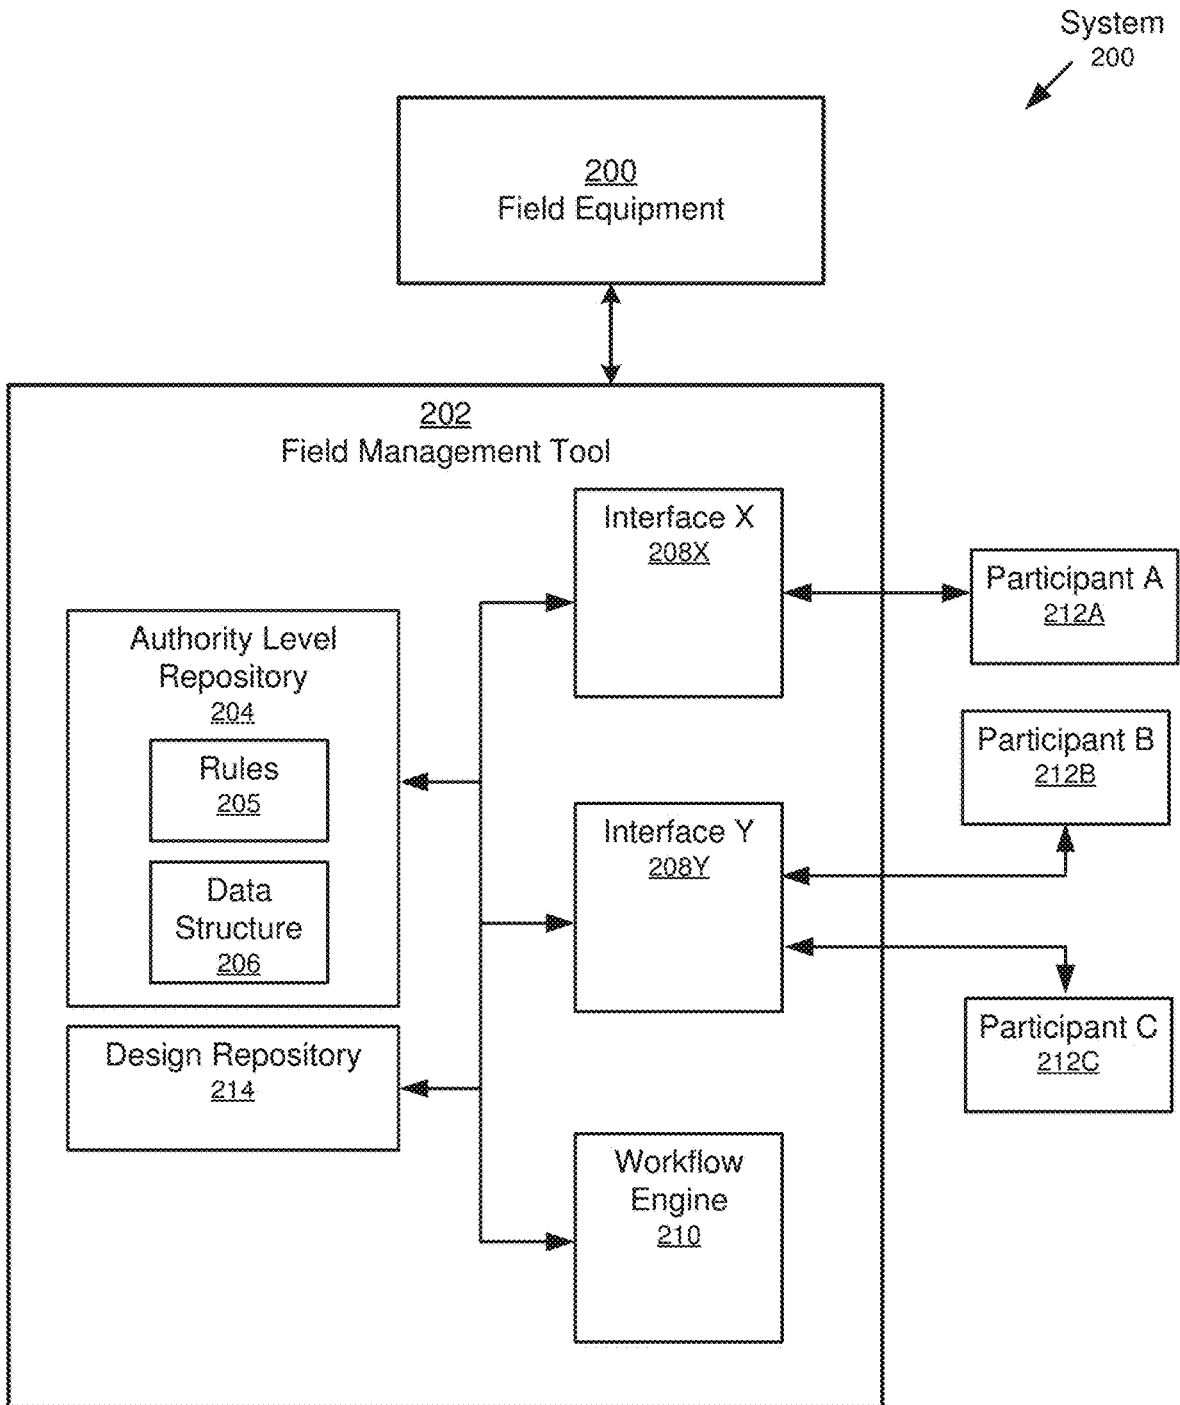 System
200
200
Field Equipment
202
Field Management Tool
Interface X
208X
Participant A
212A
Authority Level
Repository
204
Rules
205
Data
Structure
206
Participant B
212B
Interface Y
208Y
Participant C
212C
Design Repository
214
Workflow
Engine
210